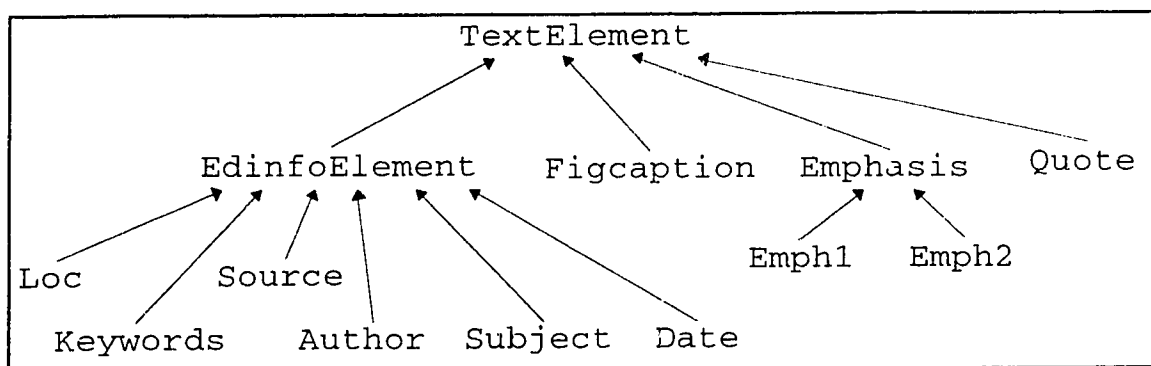 TextElement
EdinfoElement Figcaption Emphasis Quote
Loc Source Emph1 Emph2
Keywords Author Subject Date